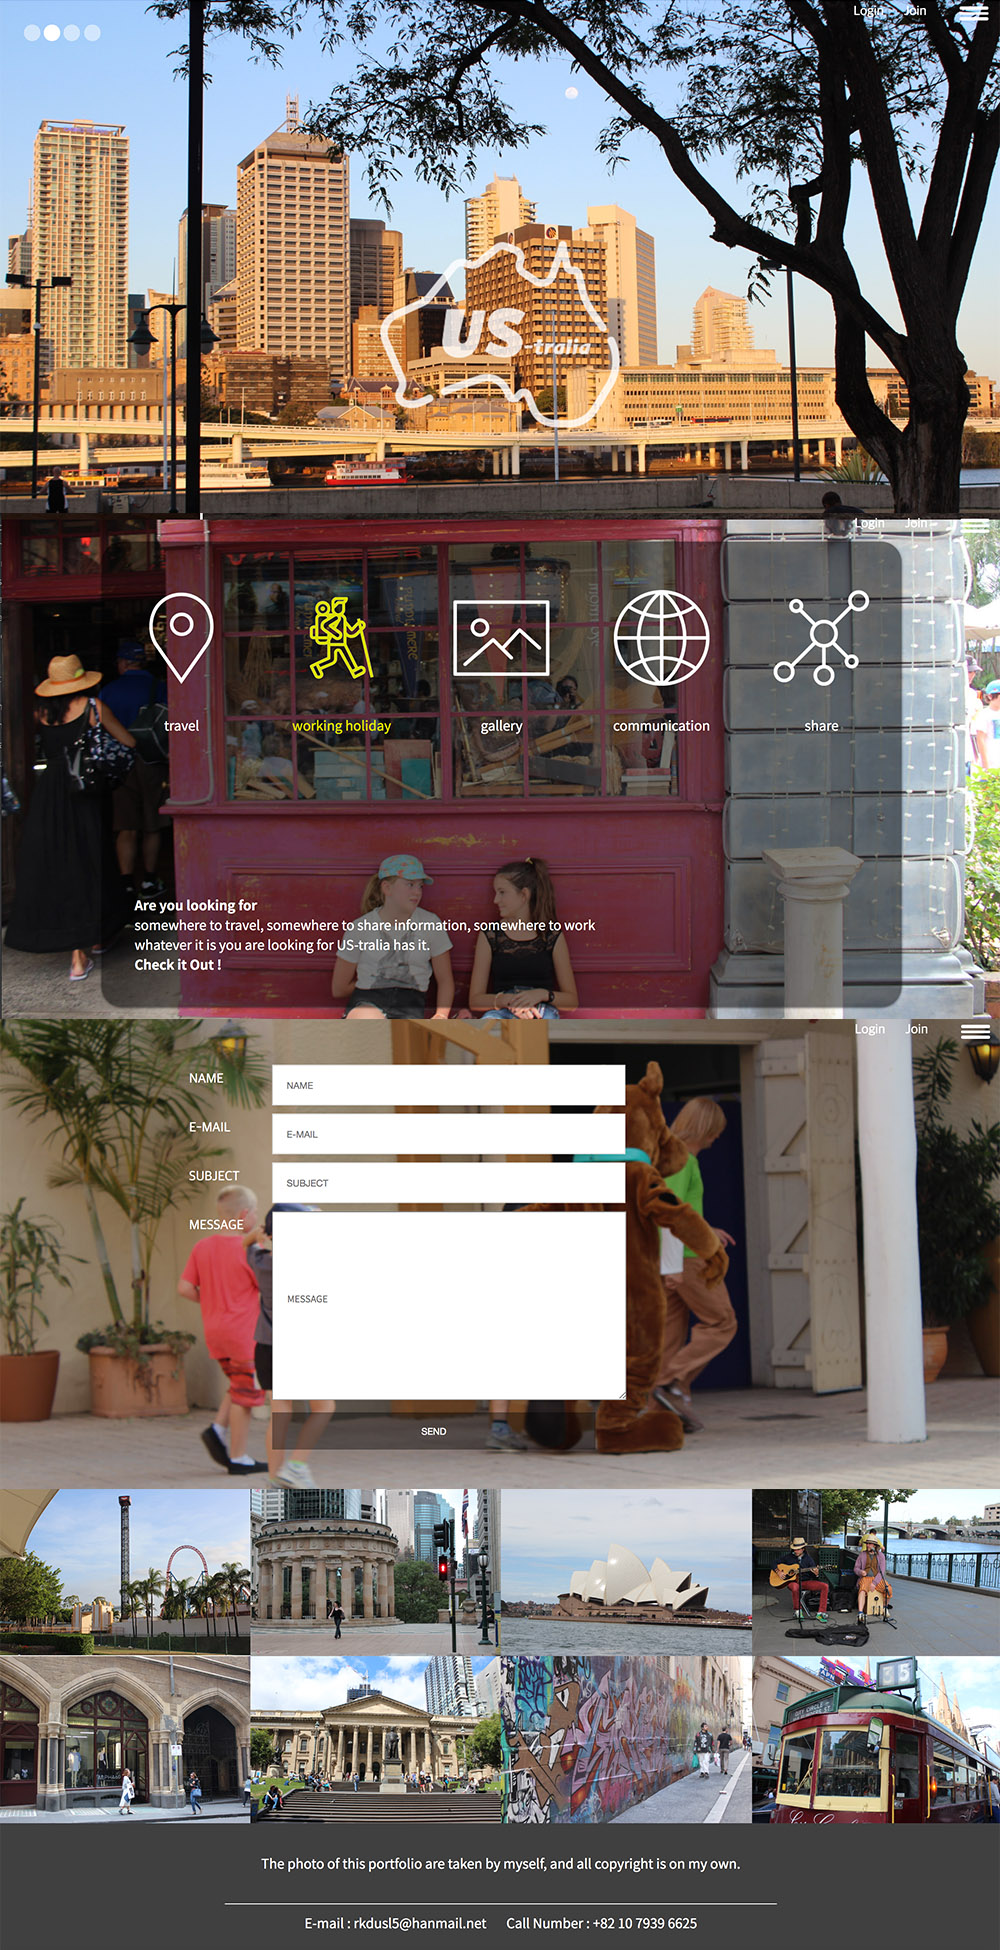 Login Join
US
-tralia
Login Join
travel working holiday gallery communication share
Are you looking for
somewhere to travel, somewhere to share information, somewhere to work
whatever it is you are looking for US-tralia has it.
Check it Out !
Login Join
NAME NAME
E-MAIL E-MAIL
SUBJECT SUBJECT
MESSAGE
MESSAGE
SEND
35
CITY CIRCLE
The photo of this portfolio are taken by myself, and all copyright is on my own.
E-mail : rkdusl5@hanmail.net Call Number : +82 10 7939 6625